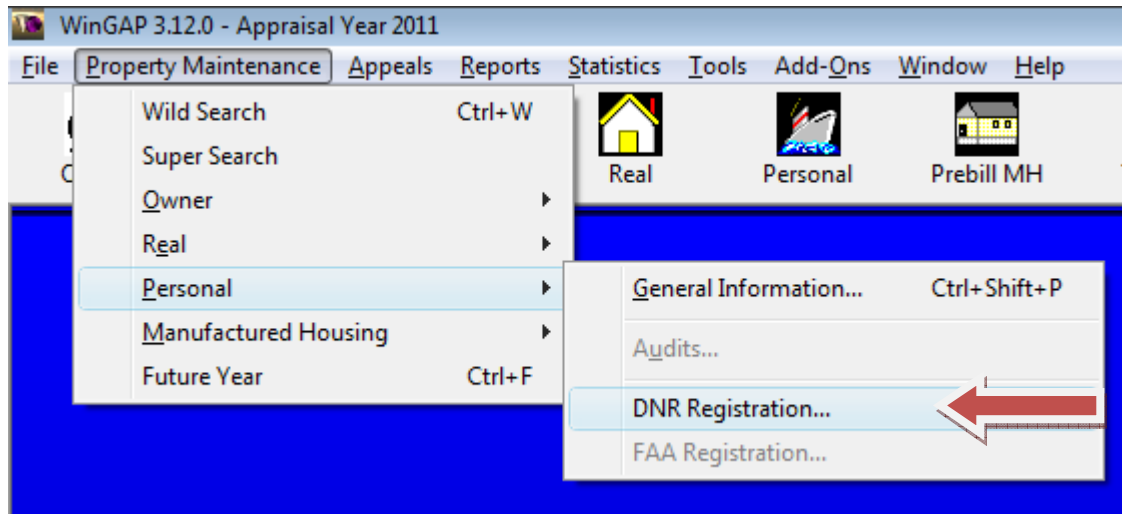 WinGAP 3.12.0 - Appraisal Year 2011
File Property Maintenance Appeals Reports Statistics Tools Add-Ons Window Help
Wild Search Ctrl+W
Super Search
Owner
Real
Personal
Manufactured Housing
Future Year Ctrl+F
Real Personal Prebill MH
General Information... Ctrl+Shift+P
Audits...
DNR Registration...
FAA Registration...